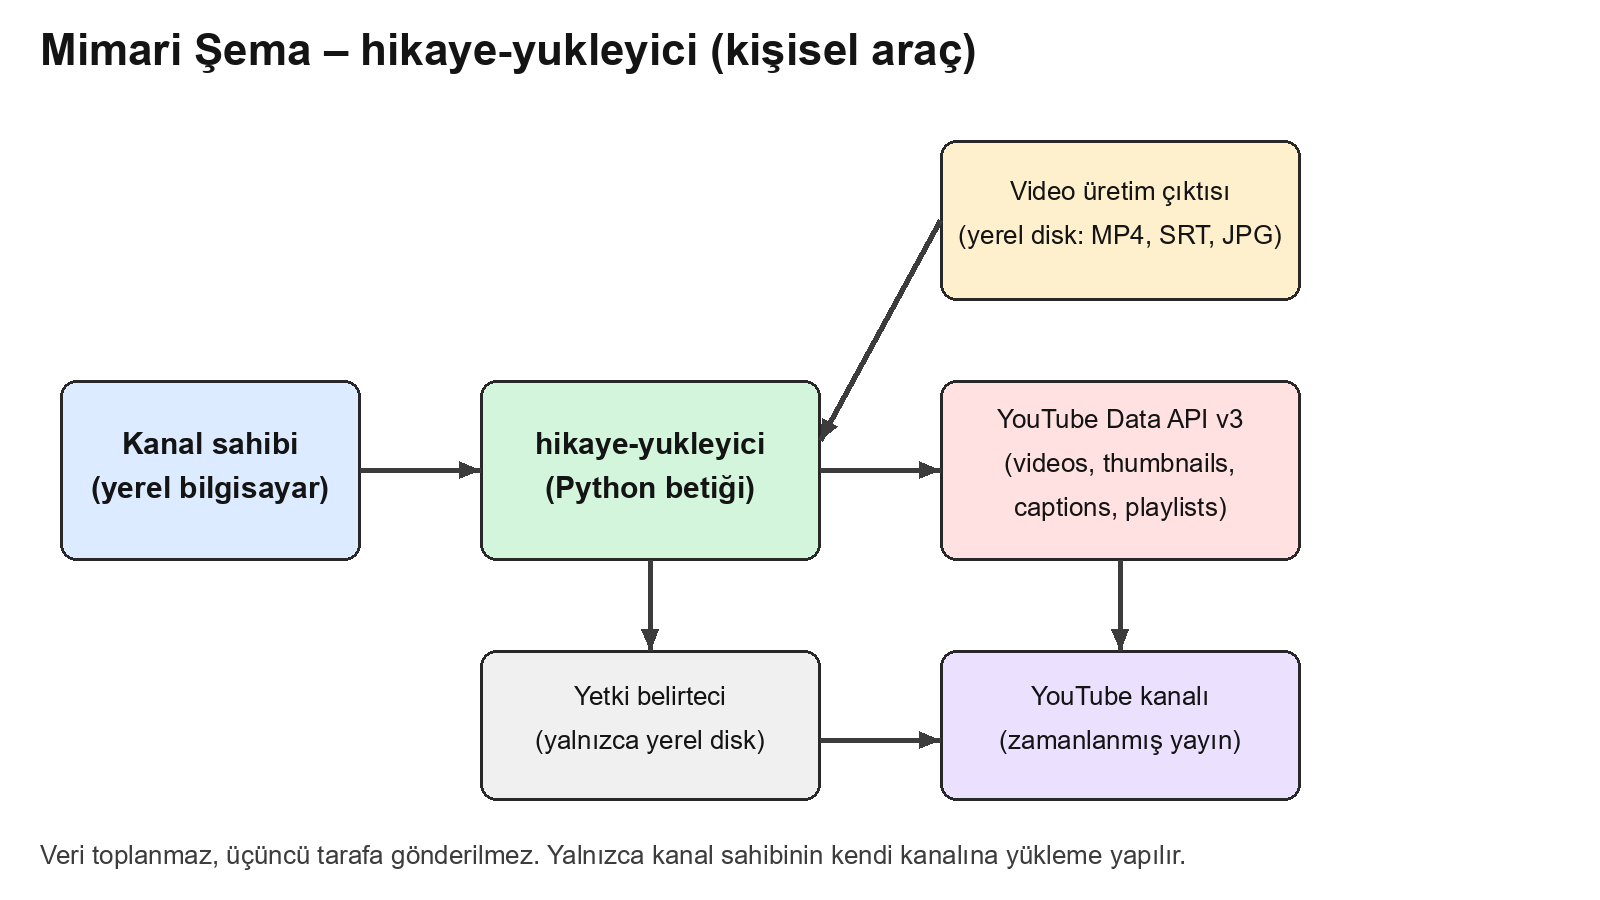 Mimari Şema – hikaye-yukleyici (kişisel araç)
Video üretim çıktısı
(yerel disk: MP4, SRT, JPG)
Kanal sahibi
(yerel bilgisayar)
hikaye-yukleyici
(Python betiği)
YouTube Data API v3
(videos, thumbnails,
captions, playlists)
Yetki belirteci
(yalnızca yerel disk)
YouTube kanalı
(zamanlanmış yayın)
Veri toplanmaz, üçüncü tarafa gönderilmez. Yalnızca kanal sahibinin kendi kanalına yükleme yapılır.